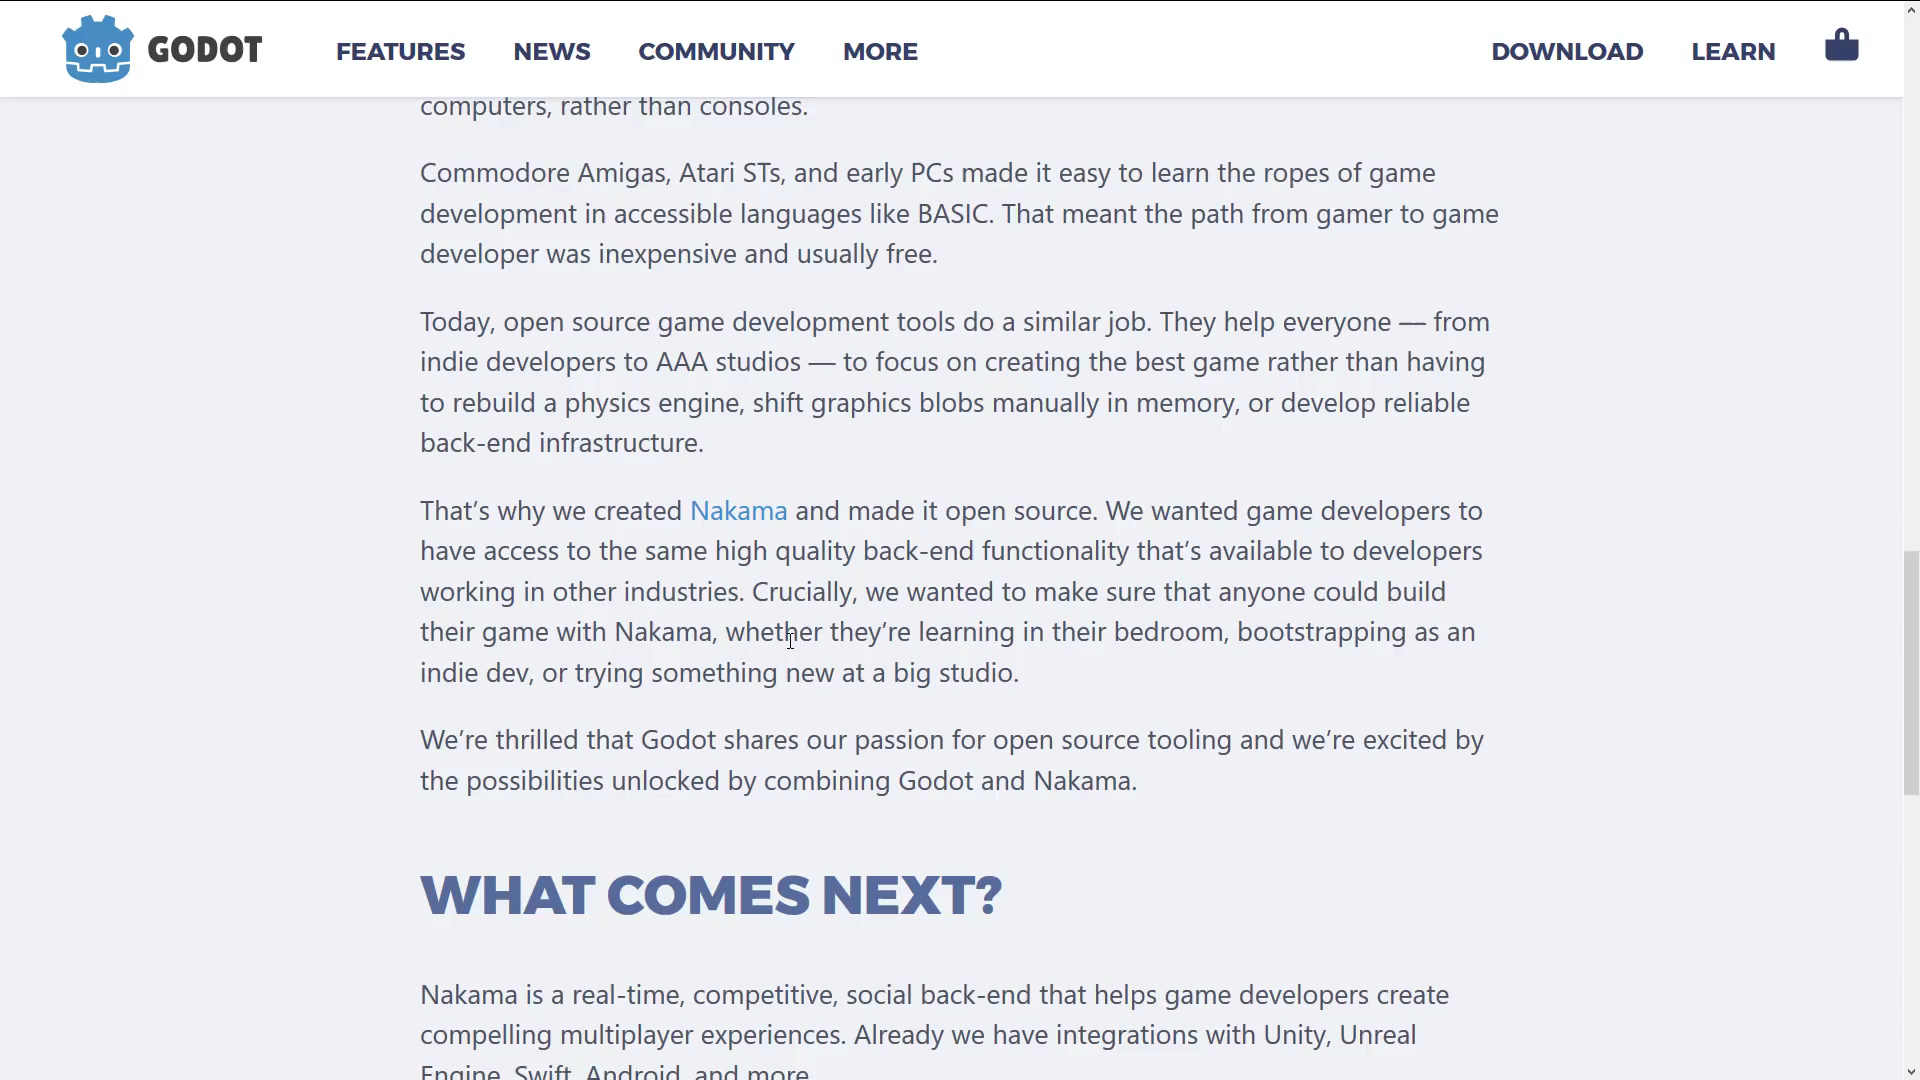 GODOT FEATURES NEWS COMMUNITY MORE DOWNLOAD LEARN
computers, rather than consoles.
Commodore Amigas, Atari STs, and early PCs made it easy to learn the ropes of game
development in accessible languages like BASIC. That meant the path from gamer to game
developer was inexpensive and usually free.
Today, open source game development tools do a similar job. They help everyone — from
indie developers to AAA studios — to focus on creating the best game rather than having
to rebuild a physics engine, shift graphics blobs manually in memory, or develop reliable
back-end infrastructure.
That’s why we created Nakama and made it open source. We wanted game developers to
have access to the same high quality back-end functionality that’s available to developers
working in other industries. Crucially, we wanted to make sure that anyone could build
their game with Nakama, whether they’re learning in their bedroom, bootstrapping as an
indie dev, or trying something new at a big studio.
We’re thrilled that Godot shares our passion for open source tooling and we’re excited by
the possibilities unlocked by combining Godot and Nakama.
WHAT COMES NEXT?
Nakama is a real-time, competitive, social back-end that helps game developers create
compelling multiplayer experiences. Already we have integrations with Unity, Unreal
Engine, Swift, Android, and more.